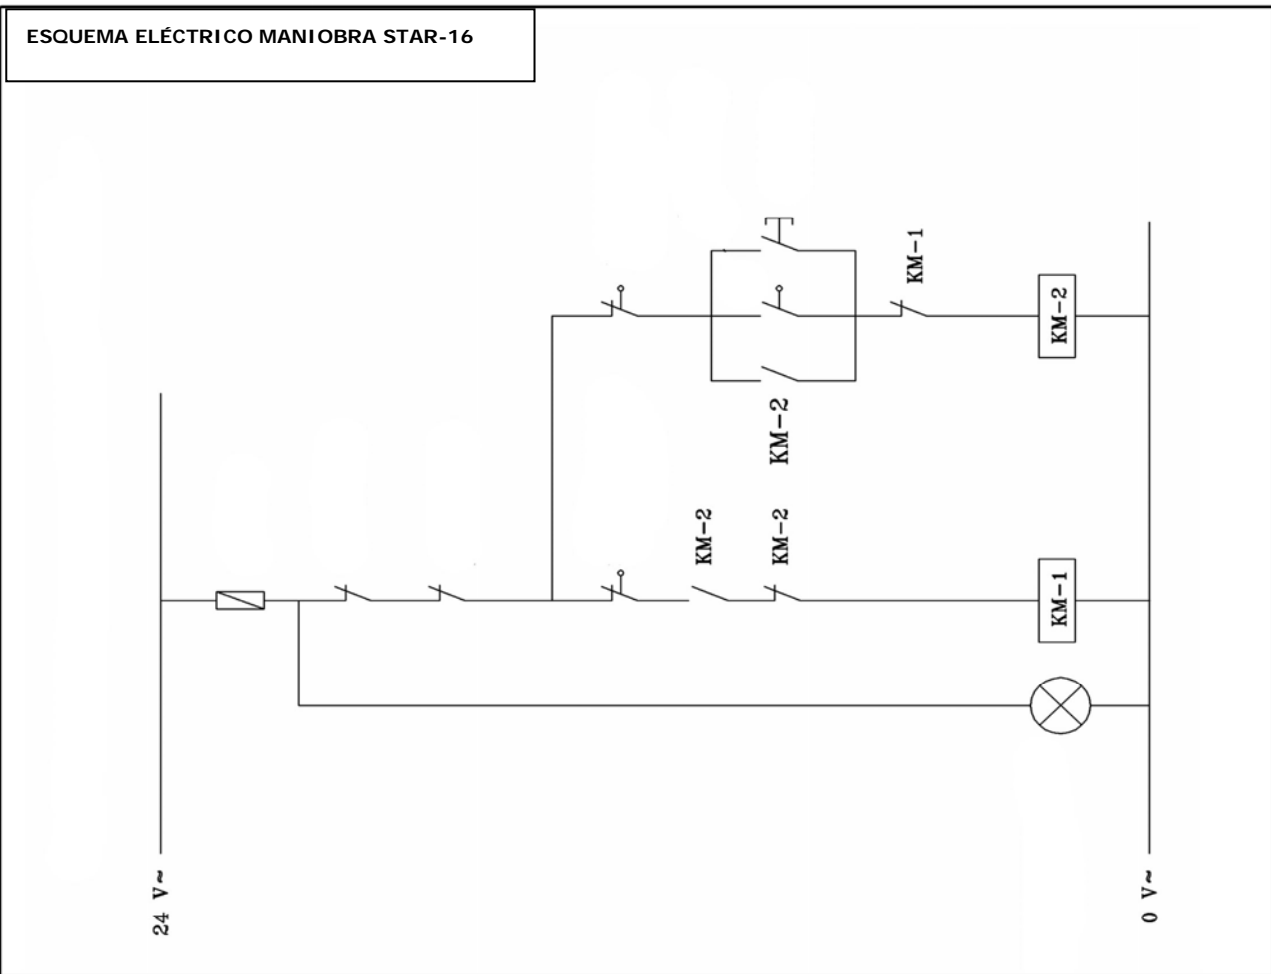 ESQUEMA ELÉCTRICO MANIOBRA STAR-16
KM-1
KM-2
KM-2
KM-2
KM-2
KM-1
24 V~
0 V~